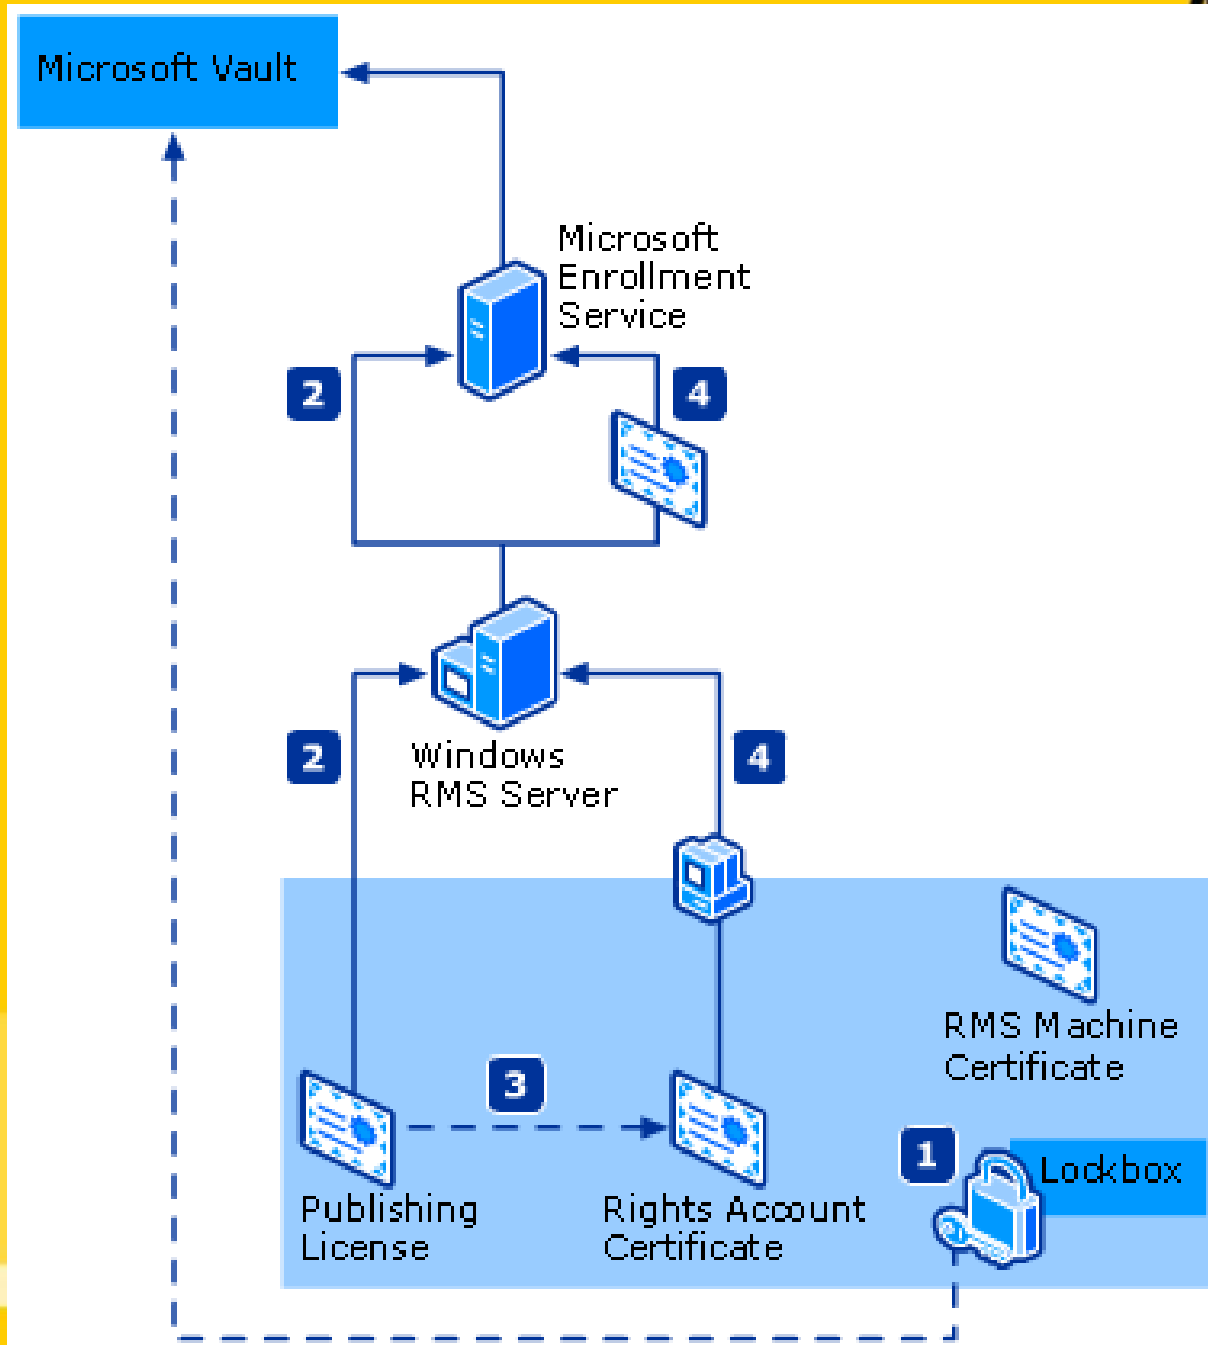 Microsoft Vault
Microsoft
Enrollment
Service
2
4
Windows
RMS Server
2
4
RMS Machine
Certificate
3
1
Lockbox
Publishing
License
Rights Account
Certificate